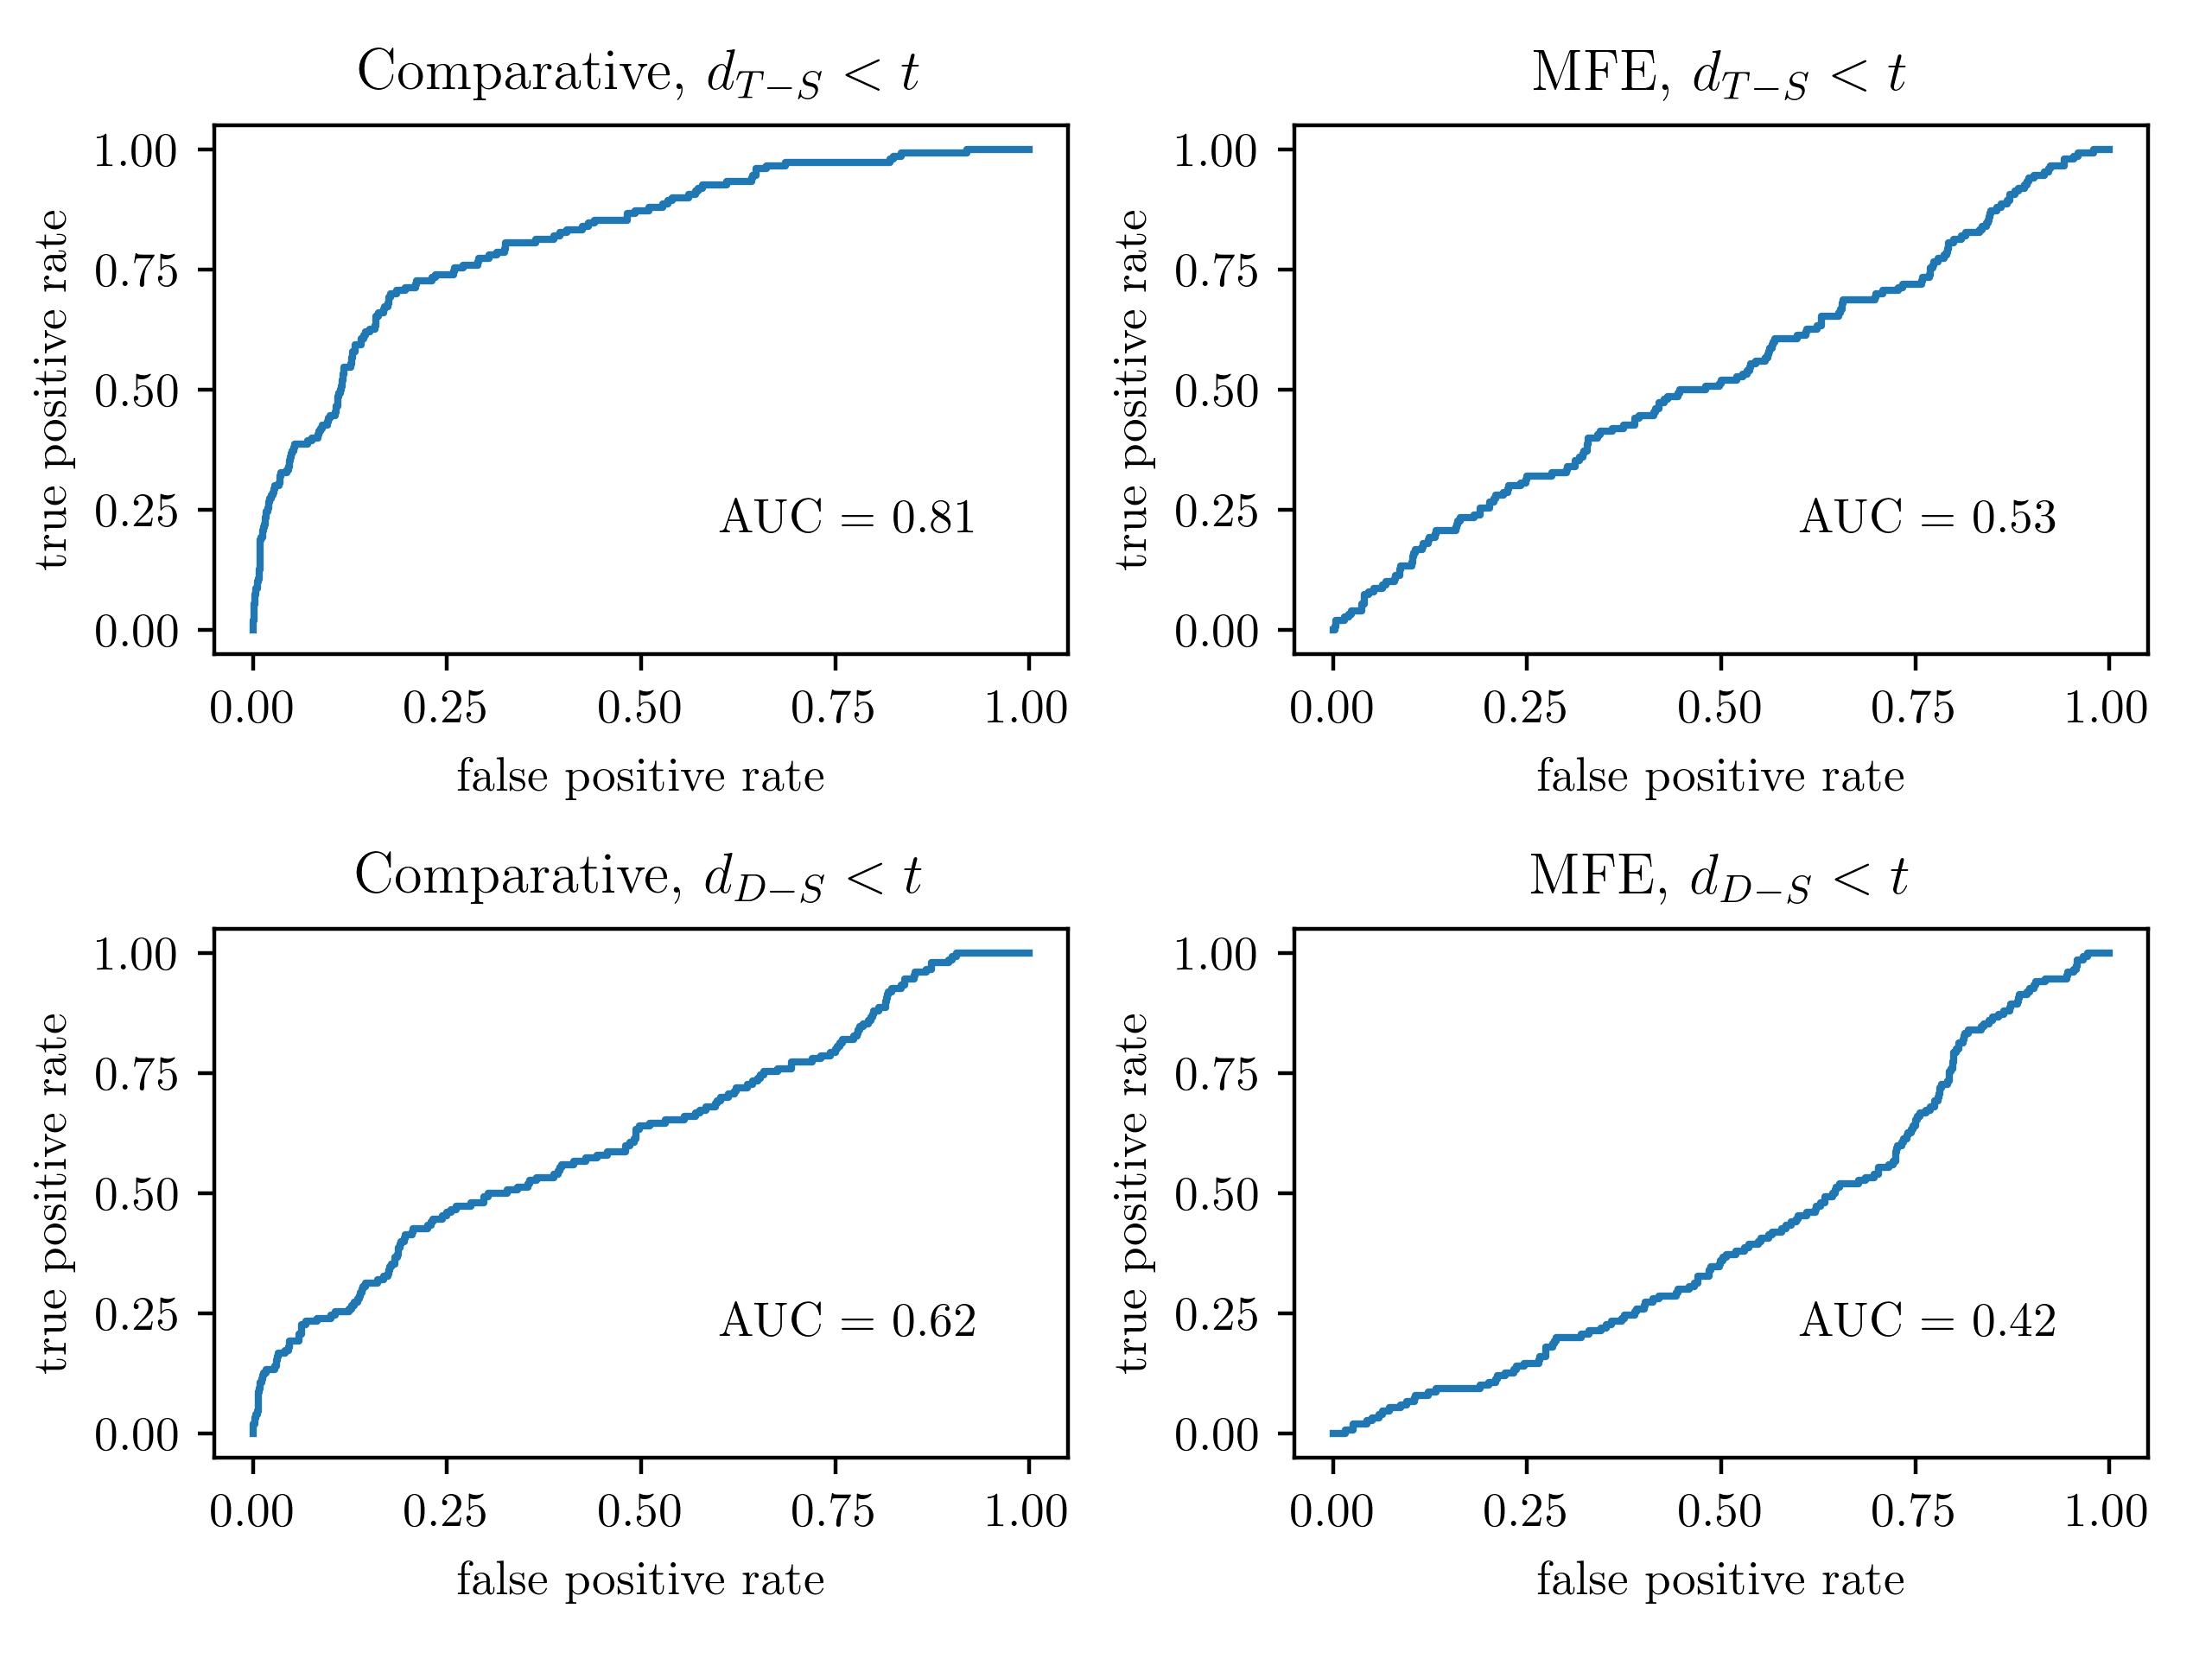 Comparative, d_{T−S} < t
true positive rate
1.00
0.75
0.50
0.25
0.00
AUC = 0.81
0.00 0.25 0.50 0.75 1.00
false positive rate
MFE, d_{T−S} < t
true positive rate
1.00
0.75
0.50
0.25
0.00
AUC = 0.53
0.00 0.25 0.50 0.75 1.00
false positive rate
Comparative, d_{D−S} < t
true positive rate
1.00
0.75
0.50
0.25
0.00
AUC = 0.62
0.00 0.25 0.50 0.75 1.00
false positive rate
MFE, d_{D−S} < t
true positive rate
1.00
0.75
0.50
0.25
0.00
AUC = 0.42
0.00 0.25 0.50 0.75 1.00
false positive rate